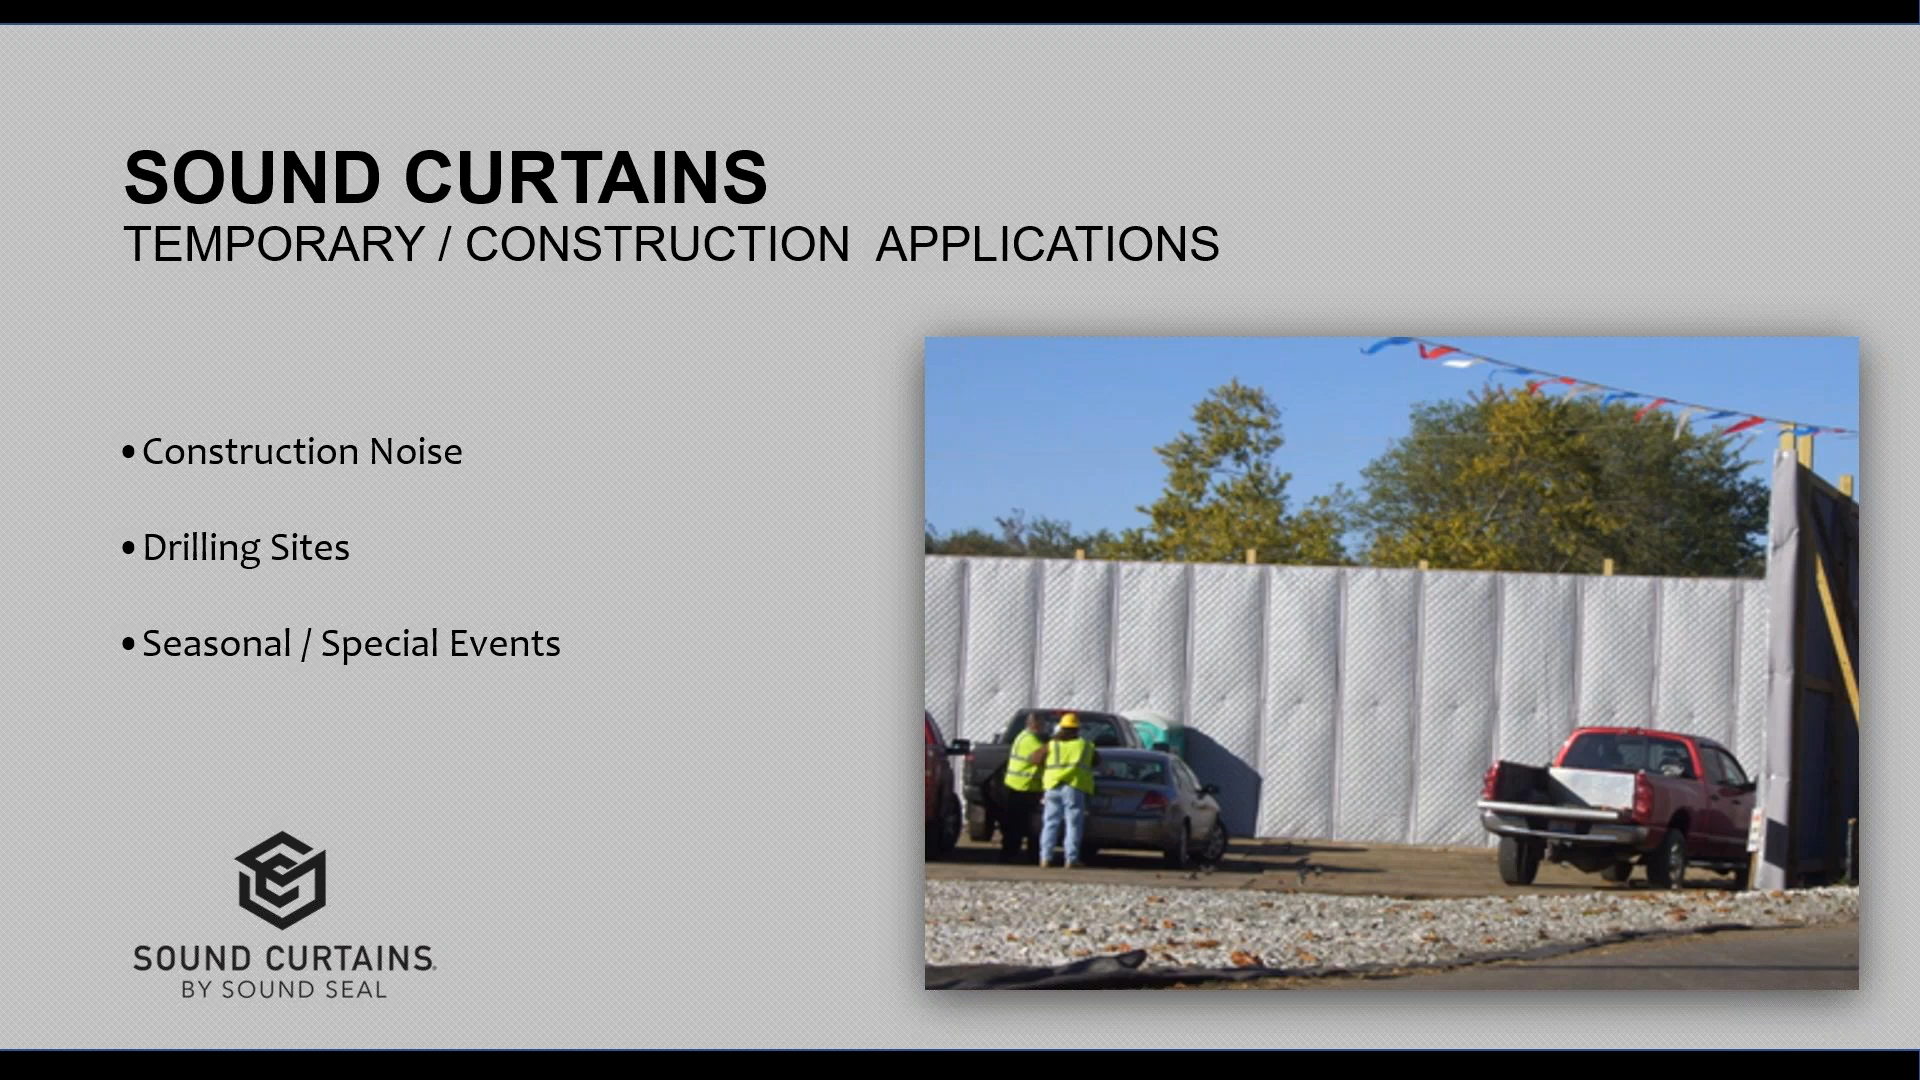 SOUND CURTAINS
TEMPORARY / CONSTRUCTION APPLICATIONS
•Construction Noise
•Drilling Sites
•Seasonal / Special Events
SOUND CURTAINS®
BY SOUND SEAL